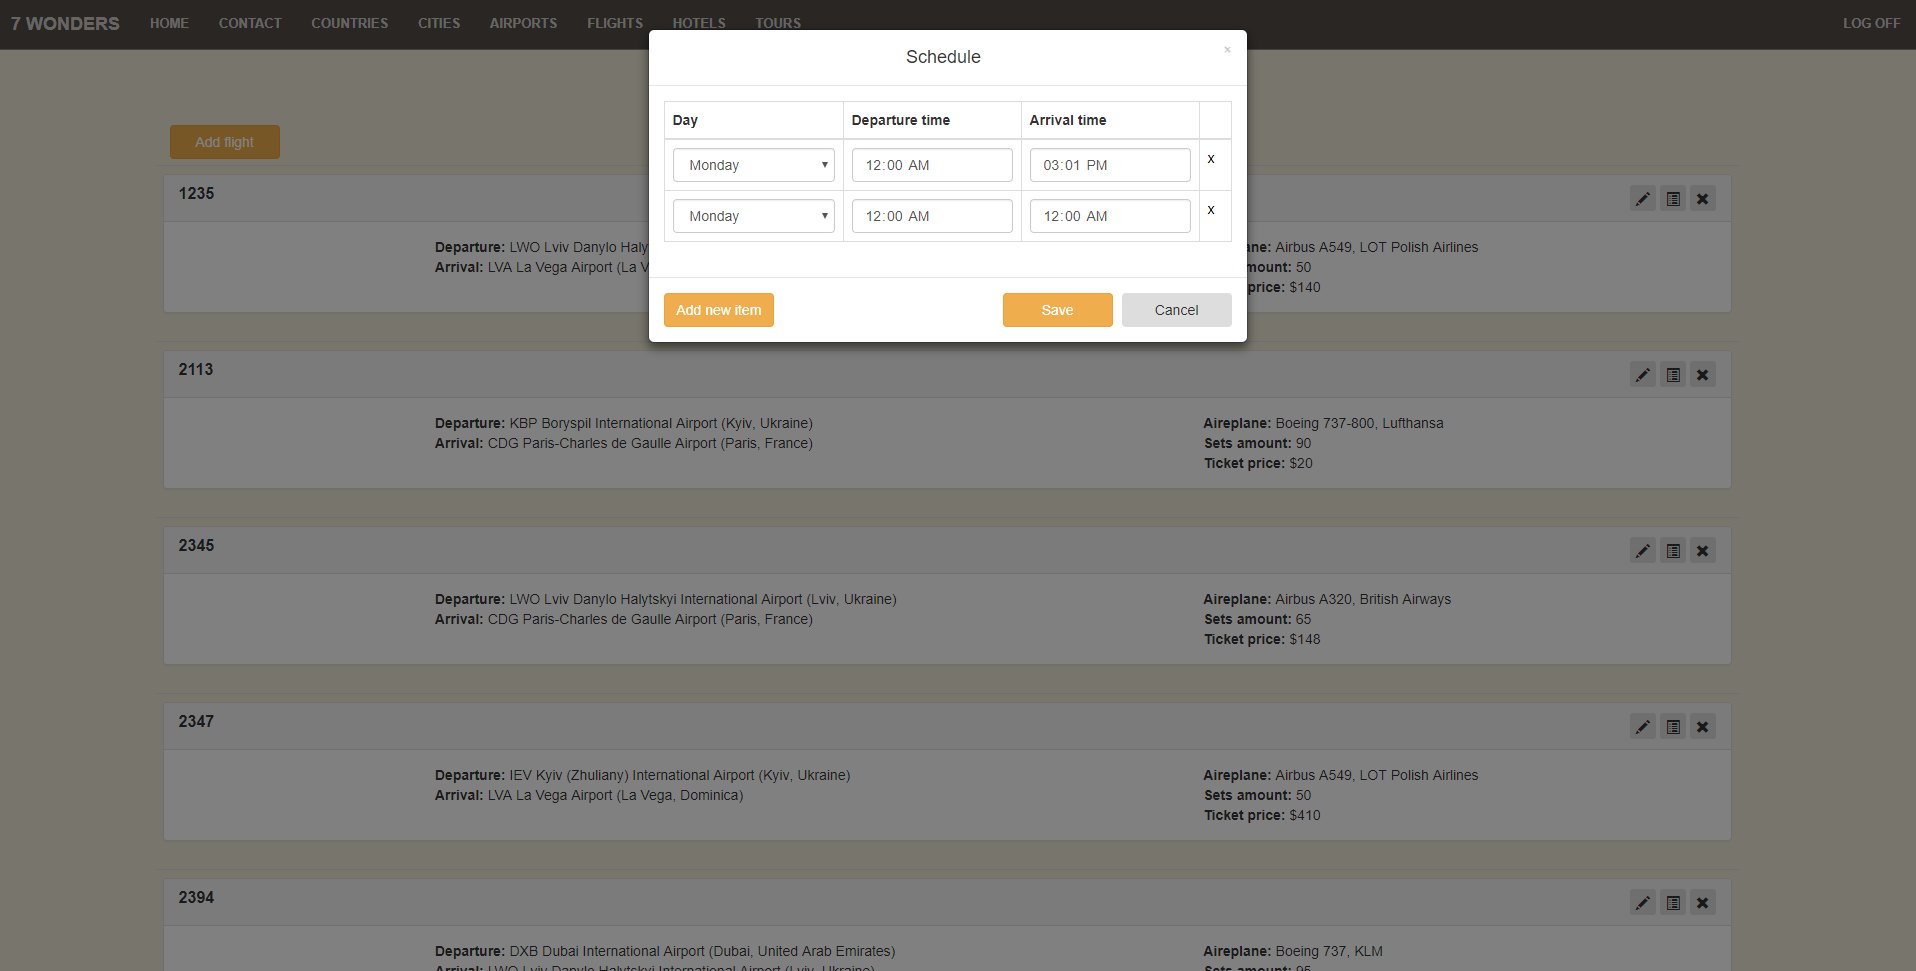 7 WONDERS HOME CONTACT COUNTRIES CITIES AIRPORTS FLIGHTS HOTELS TOURS LOG OFF
Schedule ×
Day Departure time Arrival time
Monday 12:00 AM 03:01 PM x
Monday 12:00 AM 12:00 AM x
Add new item Save Cancel
Add flight
1235
Departure: LWO Lviv Danylo Haly
Arrival: LVA La Vega Airport (La V
ne: Airbus A549, LOT Polish Airlines
mount: 50
price: $140
2113
Departure: KBP Boryspil International Airport (Kyiv, Ukraine)
Arrival: CDG Paris-Charles de Gaulle Airport (Paris, France)
Aireplane: Boeing 737-800, Lufthansa
Sets amount: 90
Ticket price: $20
2345
Departure: LWO Lviv Danylo Halytskyi International Airport (Lviv, Ukraine)
Arrival: CDG Paris-Charles de Gaulle Airport (Paris, France)
Aireplane: Airbus A320, British Airways
Sets amount: 65
Ticket price: $148
2347
Departure: IEV Kyiv (Zhuliany) International Airport (Kyiv, Ukraine)
Arrival: LVA La Vega Airport (La Vega, Dominica)
Aireplane: Airbus A549, LOT Polish Airlines
Sets amount: 50
Ticket price: $410
2394
Departure: DXB Dubai International Airport (Dubai, United Arab Emirates)
Arrival: LWO Lviv Danylo Halytskyi International Airport (Lviv, Ukraine)
Aireplane: Boeing 737, KLM
Sets amount: 95